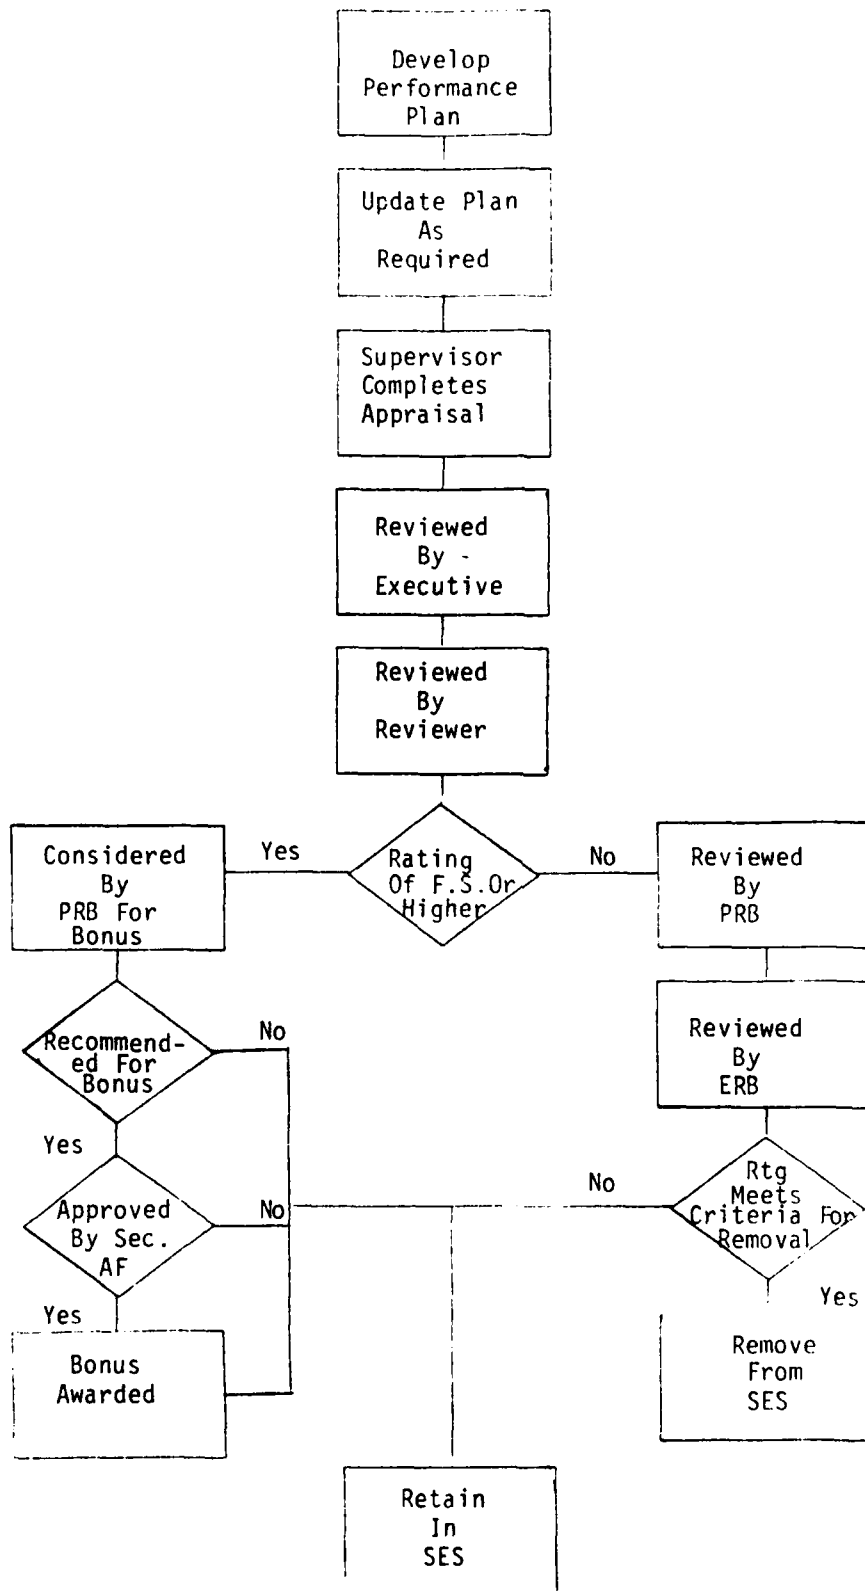 Develop
Performance
Plan
Update Plan
As
Required
Supervisor
Completes
Appraisal
Reviewed
By -
Executive
Reviewed
By
Reviewer
Rating
Of F.S.Or
Higher
Yes
No
Considered
By
PRB For
Bonus
Recommend-
ed For
Bonus
No
Yes
Approved
By Sec.
AF
No
Yes
Bonus
Awarded
Reviewed
By
PRB
Reviewed
By
ERB
Rtg
Meets
Criteria For
Removal
No
Yes
Remove
From
SES
Retain
In
SES